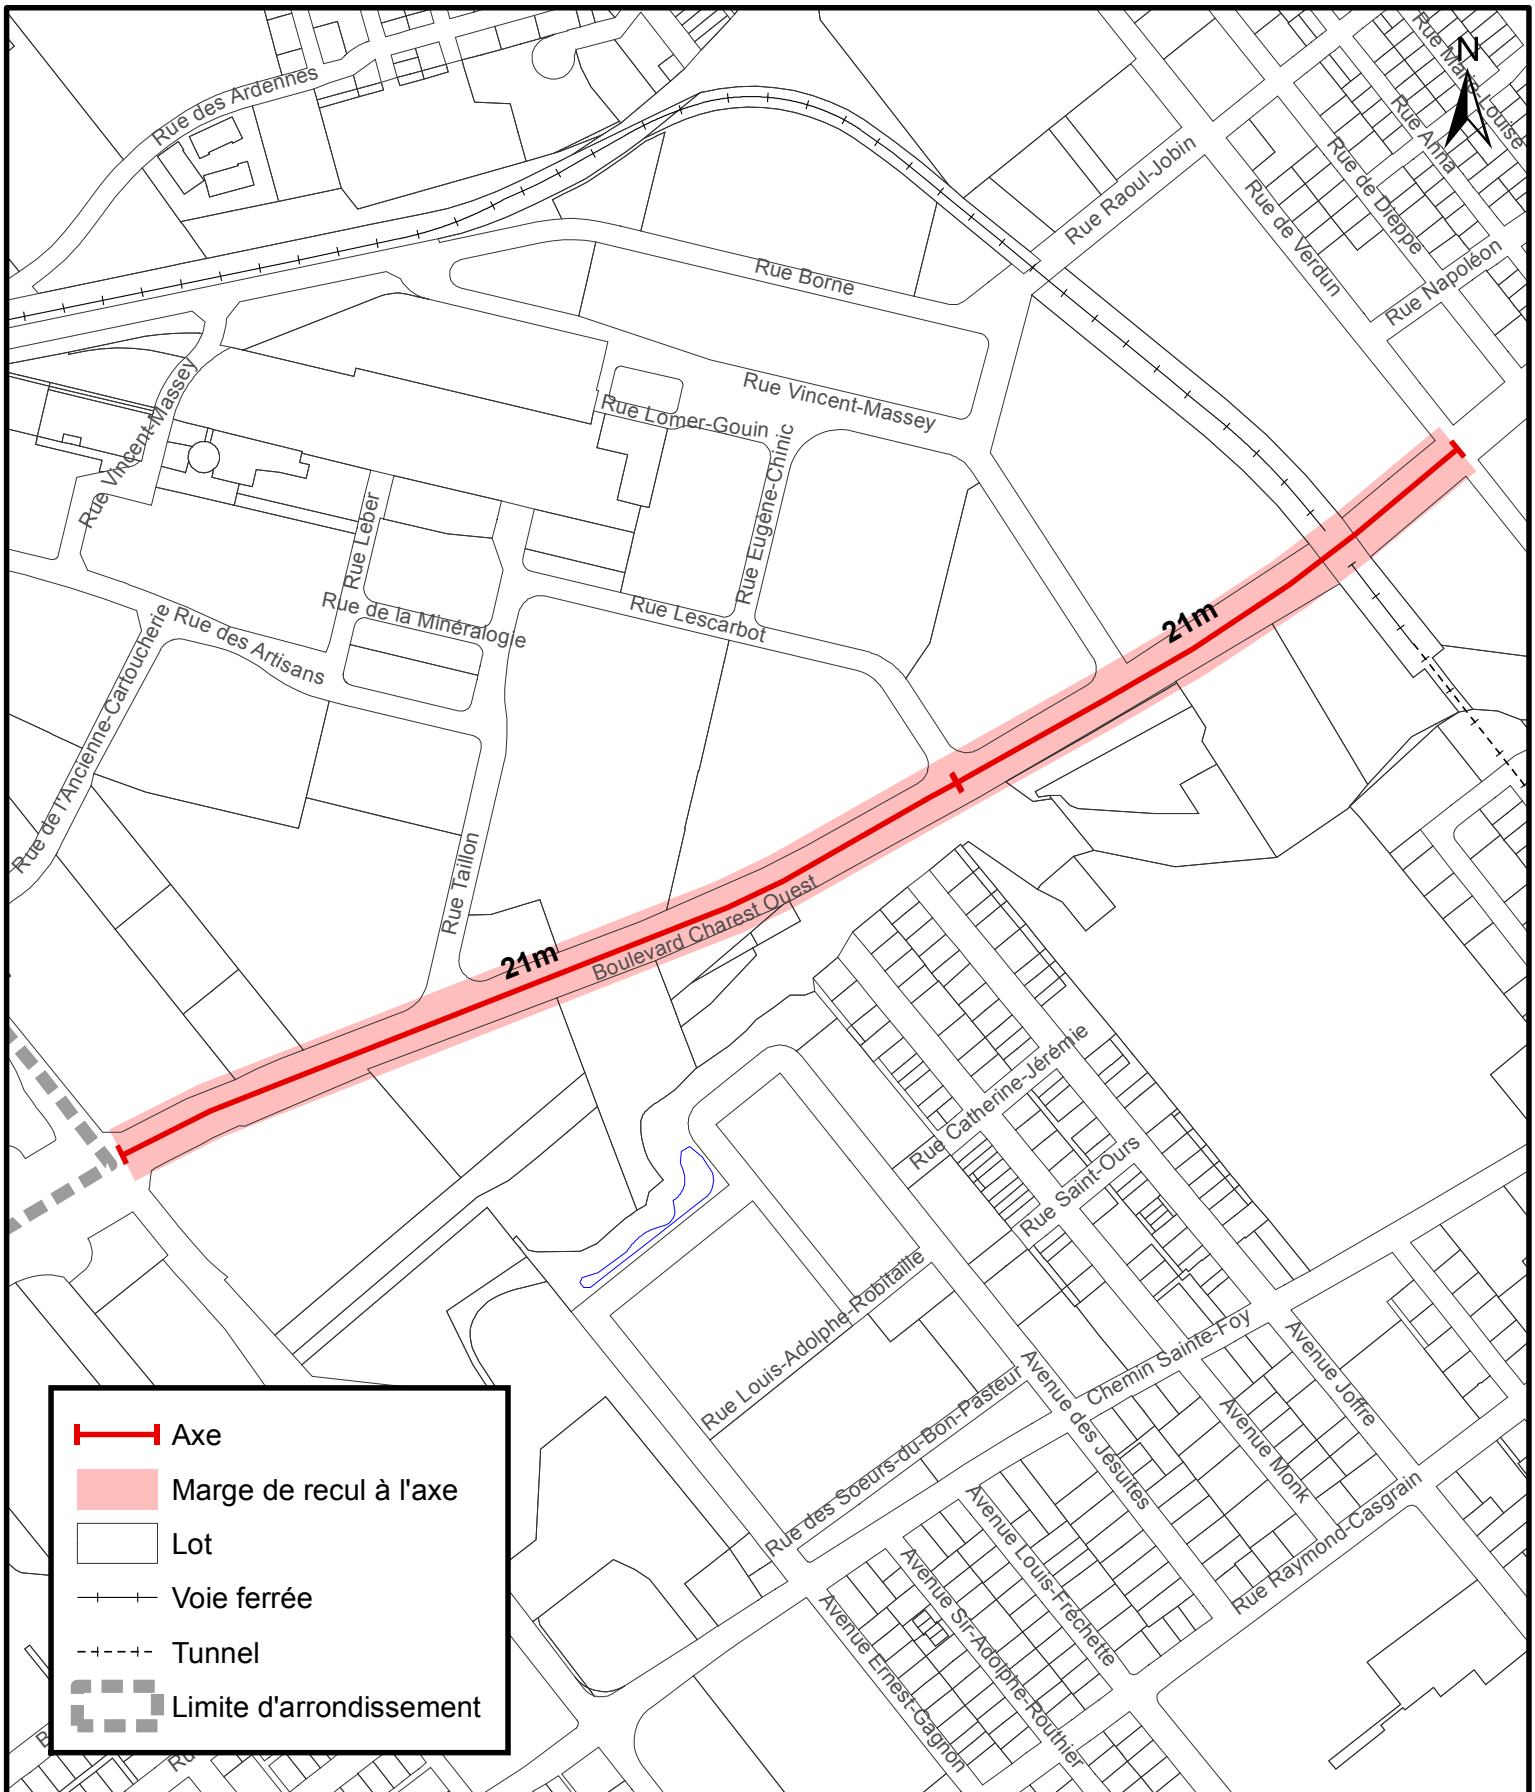 Rue Marie-Louise
N
Rue des Ardennes
Rue Anna
Rue de Dieppe
Rue Raoul-Jobin
Rue de Verdun
Rue Napoléon
Rue Borne
Rue Vincent-Massey
Rue Vincent-Massey
Rue Lomer-Gouin
Rue Eugène-Chinic
Rue Leber
Rue de la Minéralogie
Rue Lescarbot
Rue des Artisans
Rue de l'Ancienne-Cartoucherie
21m
Rue Taillon
21m
Boulevard Charest Ouest
Rue Catherine-Jérémie
Rue Saint-Ours
Rue Louis-Adolphe-Robitaille
Chemin Sainte-Foy
Avenue Joffre
Rue des Soeurs-du-Bon-Pasteur
Avenue des Jésuites
Avenue Monk
Rue Raymond-Casgrain
Avenue Louis-Fréchette
Avenue Sir-Adolphe-Routhier
Avenue Ernest-Gagnon
Axe
Marge de recul à l'axe
Lot
Voie ferrée
Tunnel
Limite d'arrondissement